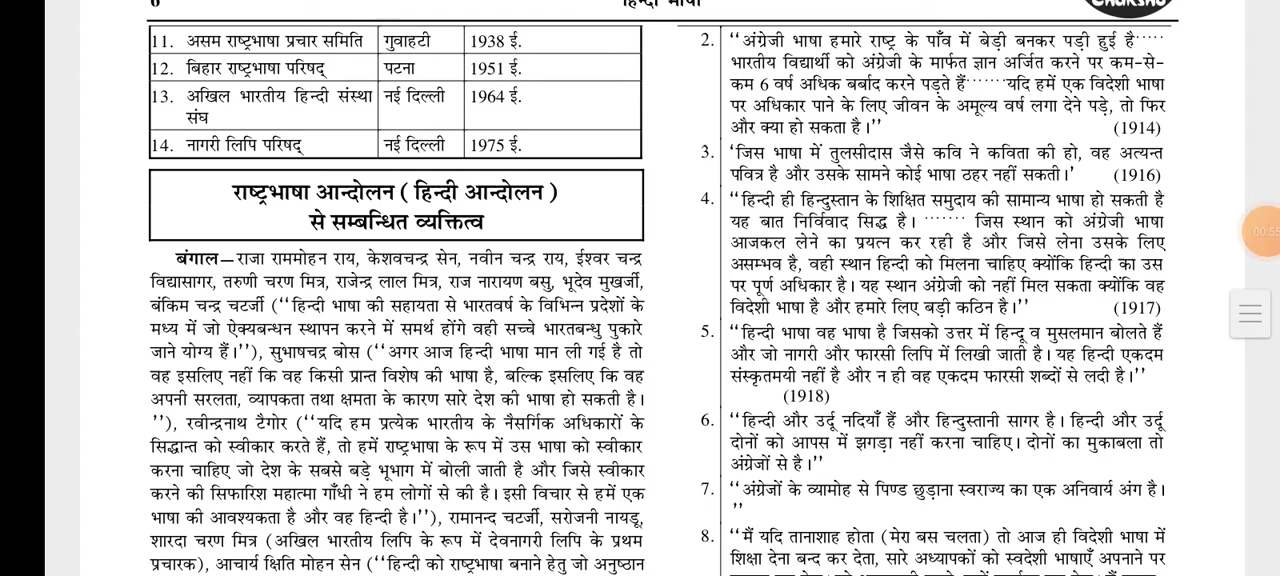 6
हिन्दी भाषा
11. असम राष्ट्रभाषा प्रचार समिति गुवाहटी 1938 ई.
12. बिहार राष्ट्रभाषा परिषद् पटना 1951 ई.
13. अखिल भारतीय हिन्दी संस्था नई दिल्ली 1964 ई.
संघ
14. नागरी लिपि परिषद् नई दिल्ली 1975 ई.
राष्ट्रभाषा आन्दोलन ( हिन्दी आन्दोलन )
से सम्बन्धित व्यक्तित्व
बंगाल—राजा राममोहन राय, केशवचन्द्र सेन, नवीन चन्द्र राय, ईश्वर चन्द्र
विद्यासागर, तरुणी चरण मित्र, राजेन्द्र लाल मित्र, राज नारायण बसु, भूदेव मुखर्जी,
बंकिम चन्द्र चटर्जी (‘‘हिन्दी भाषा की सहायता से भारतवर्ष के विभिन्न प्रदेशों के
मध्य में जो ऐक्यबन्धन स्थापन करने में समर्थ होंगे वही सच्चे भारतबन्धु पुकारे
जाने योग्य हैं।’’), सुभाषचद्र बोस (‘‘अगर आज हिन्दी भाषा मान ली गई है तो
वह इसलिए नहीं कि वह किसी प्रान्त विशेष की भाषा है, बल्कि इसलिए कि वह
अपनी सरलता, व्यापकता तथा क्षमता के कारण सारे देश की भाषा हो सकती है।
’’), रवीन्द्रनाथ टैगोर (‘‘यदि हम प्रत्येक भारतीय के नैसर्गिक अधिकारों के
सिद्धान्त को स्वीकार करते हैं, तो हमें राष्ट्रभाषा के रूप में उस भाषा को स्वीकार
करना चाहिए जो देश के सबसे बड़े भूभाग में बोली जाती है और जिसे स्वीकार
करने की सिफारिश महात्मा गाँधी ने हम लोगों से की है। इसी विचार से हमें एक
भाषा की आवश्यकता है और वह हिन्दी है।’’), रामानन्द चटर्जी, सरोजनी नायडू,
शारदा चरण मित्र (अखिल भारतीय लिपि के रूप में देवनागरी लिपि के प्रथम
प्रचारक), आचार्य क्षिति मोहन सेन (‘‘हिन्दी को राष्ट्रभाषा बनाने हेतु जो अनुष्ठान
2. ‘‘अंग्रेजी भाषा हमारे राष्ट्र के पाँव में बेड़ी बनकर पड़ी हुई है·····
भारतीय विद्यार्थी को अंग्रेजी के मार्फत ज्ञान अर्जित करने पर कम-से-
कम 6 वर्ष अधिक बर्बाद करने पड़ते हैं·······यदि हमें एक विदेशी भाषा
पर अधिकार पाने के लिए जीवन के अमूल्य वर्ष लगा देने पड़े, तो फिर
और क्या हो सकता है।’’ (1914)
3. ‘जिस भाषा में तुलसीदास जैसे कवि ने कविता की हो, वह अत्यन्त
पवित्र है और उसके सामने कोई भाषा ठहर नहीं सकती।’ (1916)
4. ‘‘हिन्दी ही हिन्दुस्तान के शिक्षित समुदाय की सामान्य भाषा हो सकती है
यह बात निर्विवाद सिद्ध है। ······· जिस स्थान को अंग्रेजी भाषा
आजकल लेने का प्रयत्न कर रही है और जिसे लेना उसके लिए
असम्भव है, वही स्थान हिन्दी को मिलना चाहिए क्योंकि हिन्दी का उस
पर पूर्ण अधिकार है। यह स्थान अंग्रेजी को नहीं मिल सकता क्योंकि वह
विदेशी भाषा है और हमारे लिए बड़ी कठिन है।’’ (1917)
5. ‘‘हिन्दी भाषा वह भाषा है जिसको उत्तर में हिन्दू व मुसलमान बोलते हैं
और जो नागरी और फारसी लिपि में लिखी जाती है। यह हिन्दी एकदम
संस्कृतमयी नहीं है और न ही वह एकदम फारसी शब्दों से लदी है।’’
(1918)
6. ‘‘हिन्दी और उर्दू नदियाँ हैं और हिन्दुस्तानी सागर है। हिन्दी और उर्दू
दोनों को आपस में झगड़ा नहीं करना चाहिए। दोनों का मुकाबला तो
अंग्रेजों से है।’’
7. ‘‘अंग्रेजों के व्यामोह से पिण्ड छुड़ाना स्वराज्य का एक अनिवार्य अंग है।
’’
8. ‘‘मैं यदि तानाशाह होता (मेरा बस चलता) तो आज ही विदेशी भाषा में
शिक्षा देना बन्द कर देता, सारे अध्यापकों को स्वदेशी भाषाएँ अपनाने पर
00:55